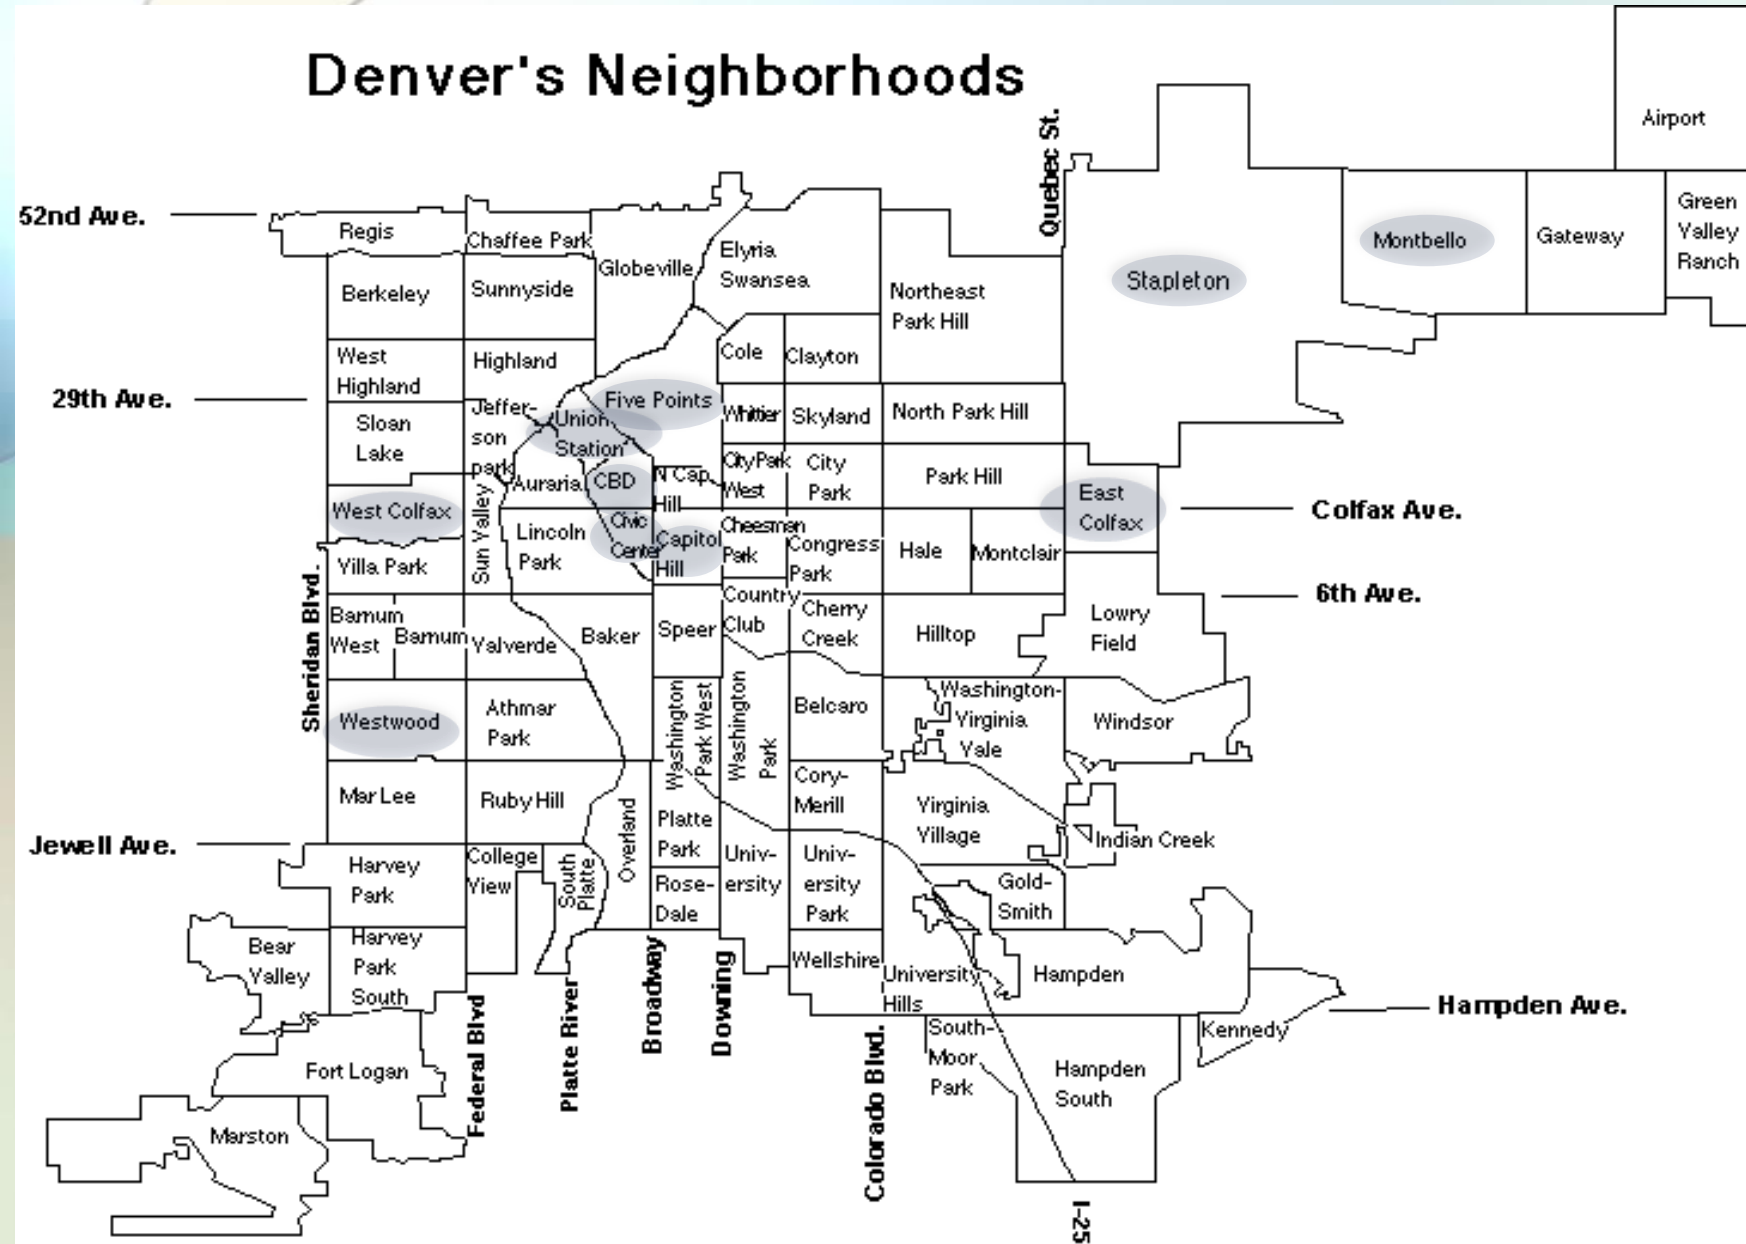 Denver's Neighborhoods
Quebec St.
Airport
52nd Ave.
Regis
Chaffee Park
Globeville
Elyria
Swansea
Northeast
Park Hill
Stapleton
Montbello
Gateway
Green
Valley
Ranch
Berkeley
Sunnyside
West
Highland
Highland
Cole
Clayton
29th Ave.
Sloan
Lake
Jeffer-
son
park
Union
Station
Five Points
Whittier
Skyland
North Park Hill
Auraria
CBD
N Cap.
Hill
City Park
West
City
Park
Park Hill
East
Colfax
Colfax Ave.
West Colfax
Sun Valley
Lincoln
Park
Civic
Center
Capitol
Hill
Cheesman
Park
Congress
Park
Hale
Montclair
Villa Park
6th Ave.
Sheridan Blvd.
Barnum
West
Barnum
Valverde
Baker
Speer
Country
Club
Cherry
Creek
Hilltop
Lowry
Field
Westwood
Athmar
Park
Washington
Park West
Washington
Park
Belcaro
Washington-
Virginia
Vale
Windsor
Mar Lee
Ruby Hill
Overland
Platte
Park
Cory-
Merill
Virginia
Village
Indian Creek
Jewell Ave.
Harvey
Park
College
View
South
Platte
Rose-
Dale
Univ-
ersity
Univ-
ersity
Park
Gold-
Smith
Bear
Valley
Harvey
Park
South
Wellshire
University
Hills
Hampden
Hampden Ave.
Kennedy
Federal Blvd
Platte River
Broadway
Downing
Colorado Blvd.
South-
Moor
Park
Hampden
South
Fort Logan
Marston
I-25